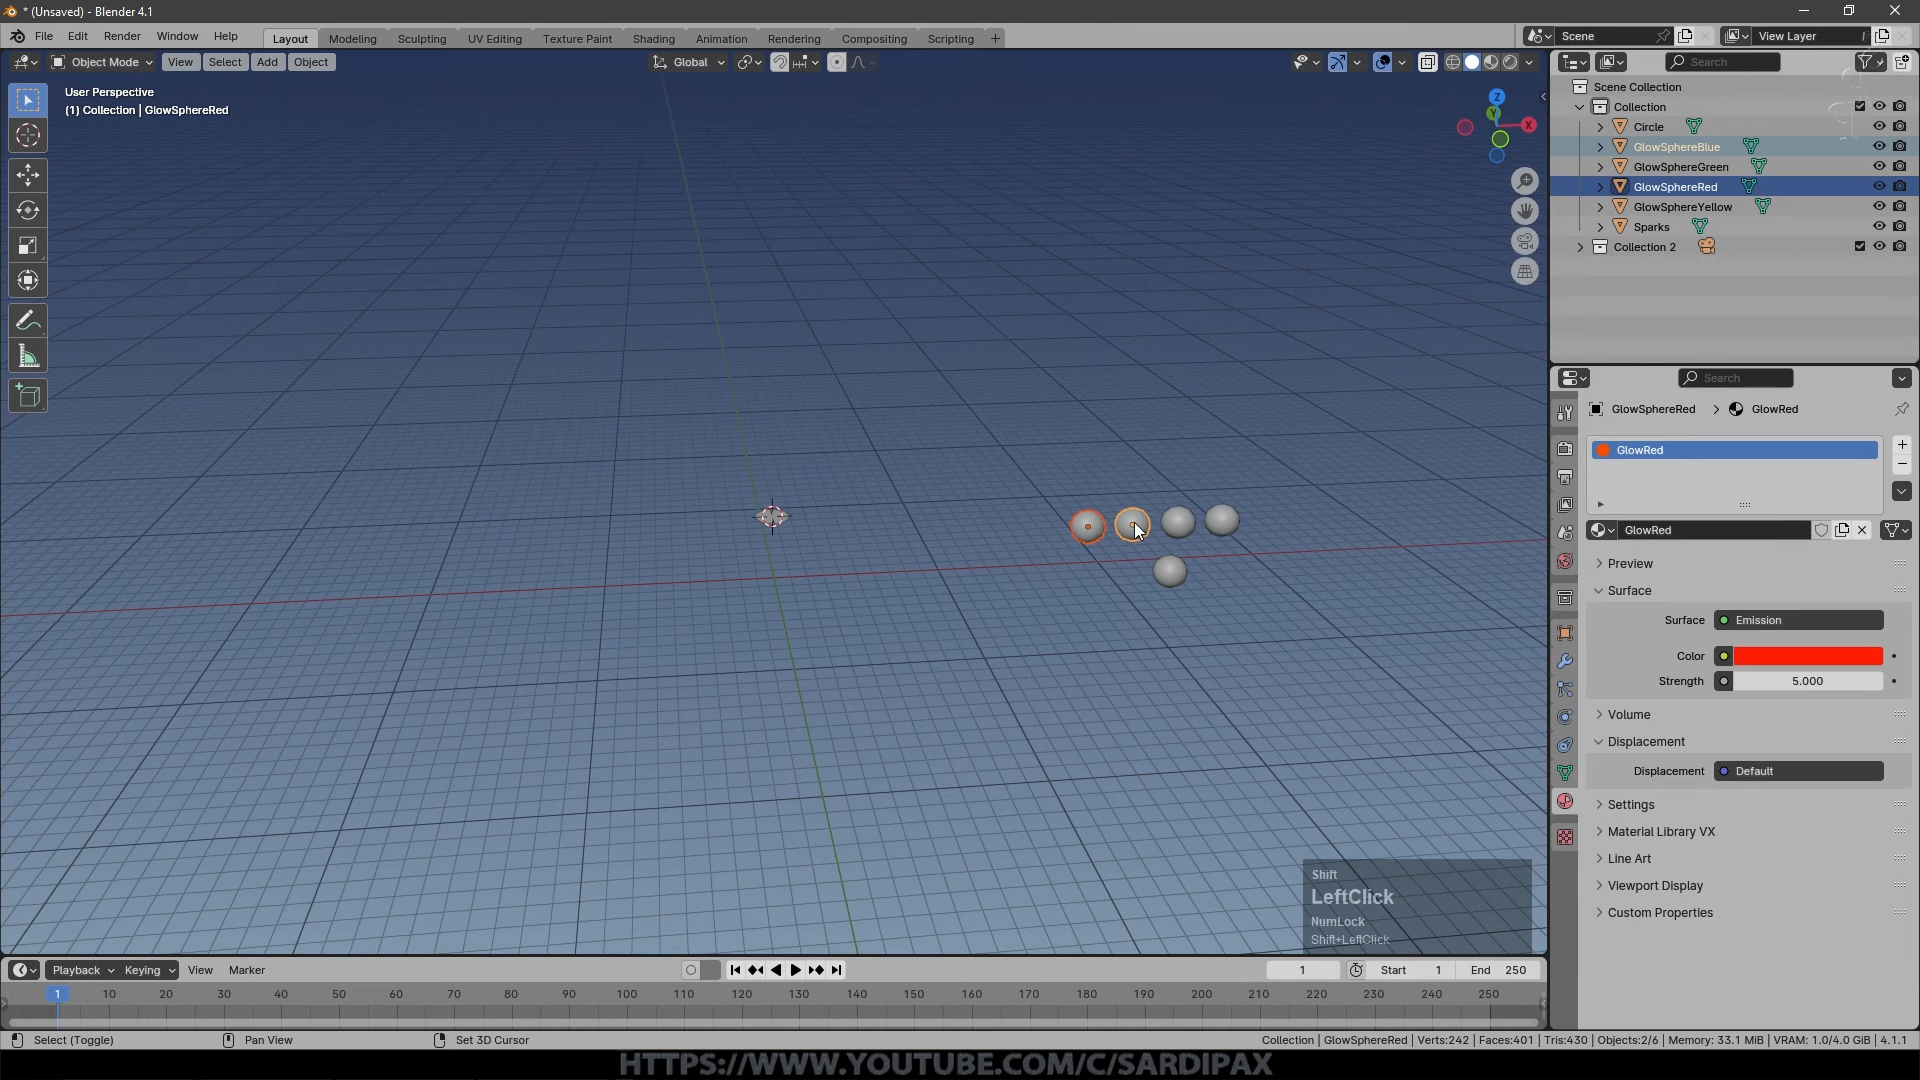 * (Unsaved) - Blender 4.1
File Edit Render Window Help
Layout Modeling Sculpting UV Editing Texture Paint Shading Animation Rendering Compositing Scripting +
Scene View Layer
Object Mode View Select Add Object
Global
Search
User Perspective
(1) Collection | GlowSphereRed
Z
Y
X
Scene Collection
Collection
Circle
GlowSphereBlue
GlowSphereGreen
GlowSphereRed
GlowSphereYellow
Sparks
Collection 2
Search
GlowSphereRed > GlowRed
GlowRed
GlowRed
Preview
Surface
Surface Emission
Color
Strength 5.000
Volume
Displacement
Displacement Default
Settings
Material Library VX
Line Art
Viewport Display
Custom Properties
Shift
LeftClick
NumLock
Shift+LeftClick
Playback Keying View Marker
1 Start 1 End 250
1 10 20 30 40 50 60 70 80 90 100 110 120 130 140 150 160 170 180 190 200 210 220 230 240 250
Select (Toggle) Pan View Set 3D Cursor
Collection | GlowSphereRed | Verts:242 | Faces:401 | Tris:430 | Objects:2/6 | Memory: 33.1 MiB | VRAM: 1.0/4.0 GiB | 4.1.1
HTTPS://WWW.YOUTUBE.COM/C/SARDIPAX